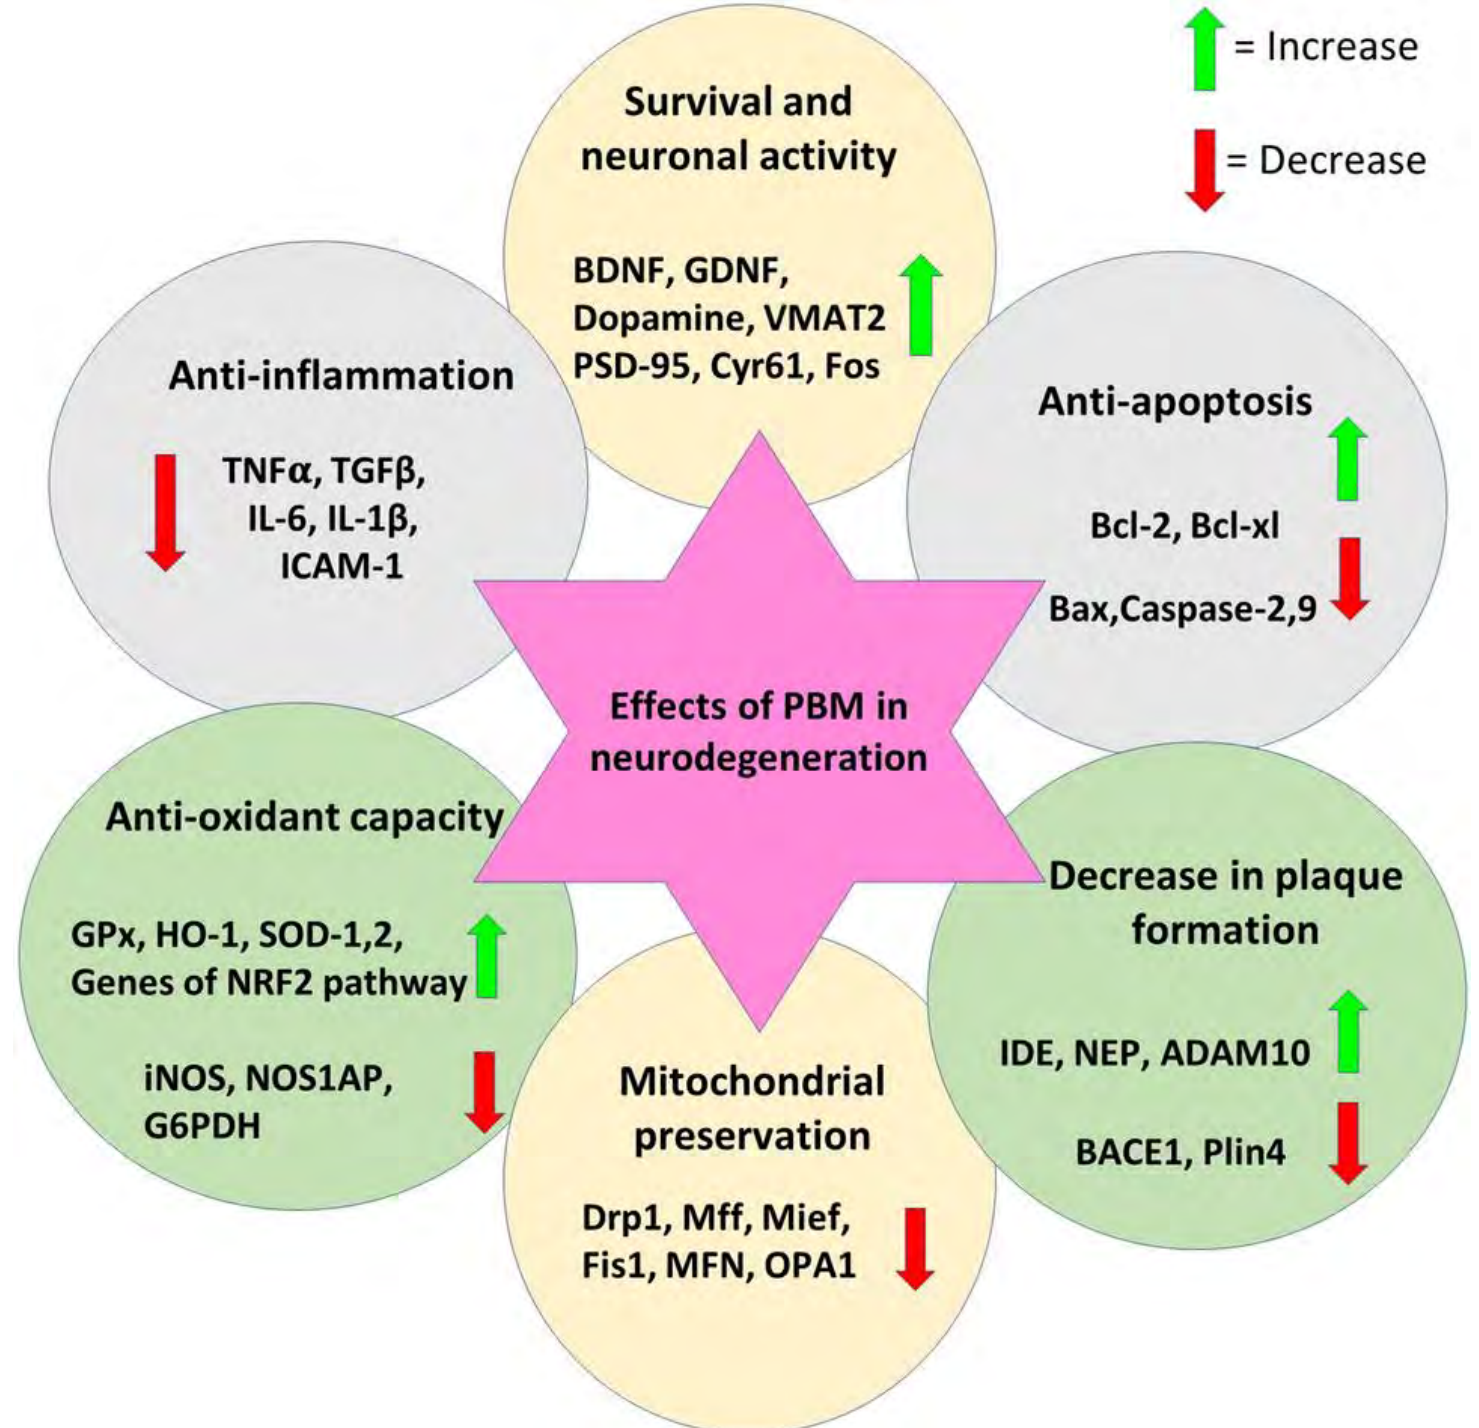 = Increase
= Decrease
Survival and
neuronal activity
BDNF, GDNF,
Dopamine, VMAT2
PSD-95, Cyr61, Fos
Anti-inflammation
TNFα, TGFβ,
IL-6, IL-1β,
ICAM-1
Anti-apoptosis
Bcl-2, Bcl-xl
Bax,Caspase-2,9
Effects of PBM in
neurodegeneration
Anti-oxidant capacity
GPx, HO-1, SOD-1,2,
Genes of NRF2 pathway
iNOS, NOS1AP,
G6PDH
Decrease in plaque
formation
IDE, NEP, ADAM10
BACE1, Plin4
Mitochondrial
preservation
Drp1, Mff, Mief,
Fis1, MFN, OPA1